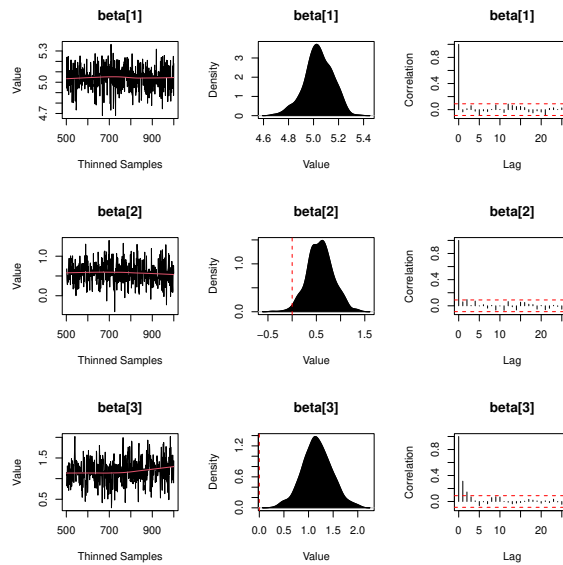 beta[1] beta[1] beta[1]
Value
4.7 5.0 5.3
500 700 900
Thinned Samples
Density
0 1 2 3
4.6 4.8 5.0 5.2 5.4
Value
Correlation
0.0 0.4 0.8
0 5 10 20
Lag
beta[2] beta[2] beta[2]
Value
0.0 1.0
500 700 900
Thinned Samples
Density
0.0 1.0
−0.5 0.5 1.5
Value
Correlation
0.0 0.4 0.8
0 5 10 20
Lag
beta[3] beta[3] beta[3]
Value
0.5 1.5
500 700 900
Thinned Samples
Density
0.0 0.6 1.2
0.0 0.5 1.0 1.5 2.0
Value
Correlation
0.0 0.4 0.8
0 5 10 20
Lag